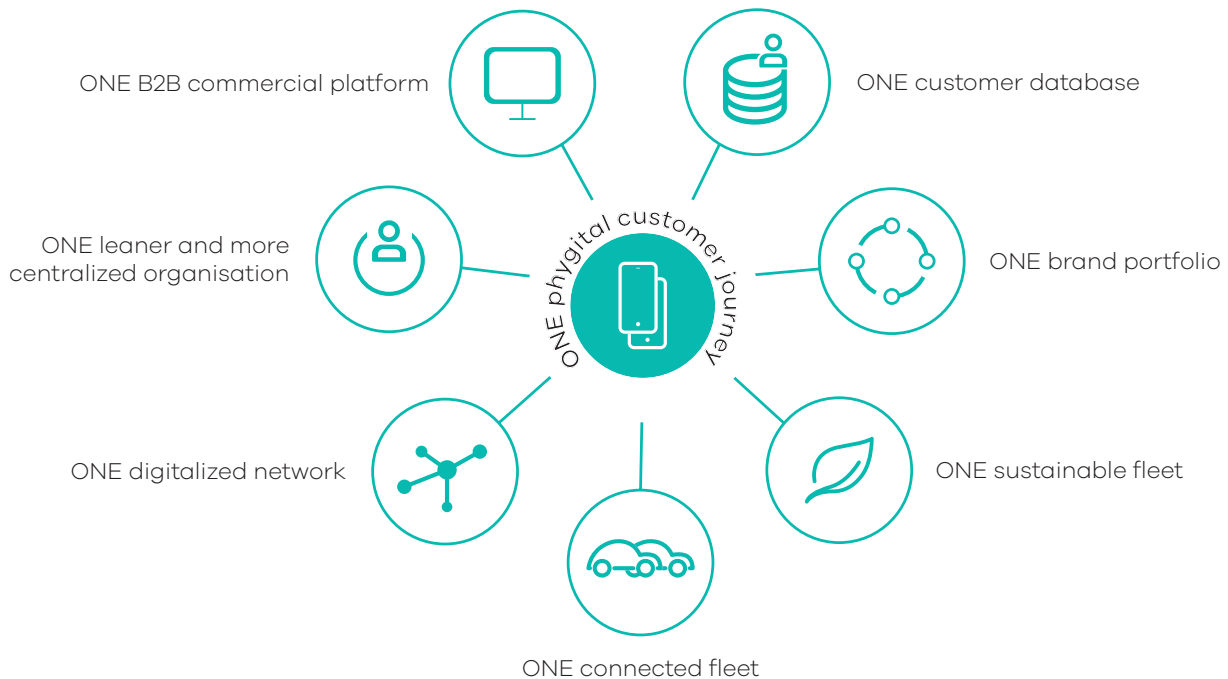 ONE B2B commercial platform
ONE customer database
ONE leaner and more
centralized organisation
ONE phygital customer journey
ONE brand portfolio
ONE digitalized network
ONE sustainable fleet
ONE connected fleet